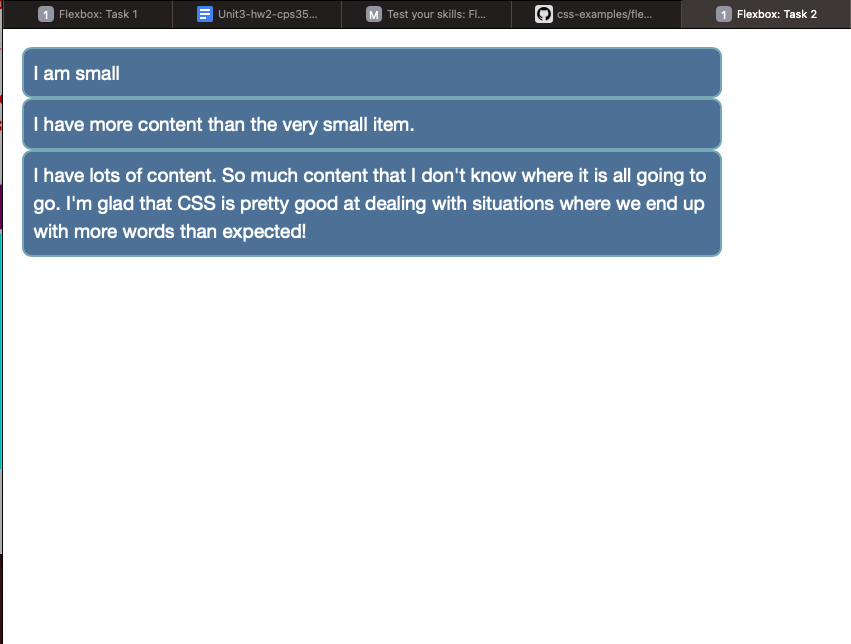 1 Flexbox: Task 1
Unit3-hw2-cps35...
M Test your skills: Fl...
css-examples/fle...
1 Flexbox: Task 2
I am small
I have more content than the very small item.
I have lots of content. So much content that I don't know where it is all going to
go. I'm glad that CSS is pretty good at dealing with situations where we end up
with more words than expected!